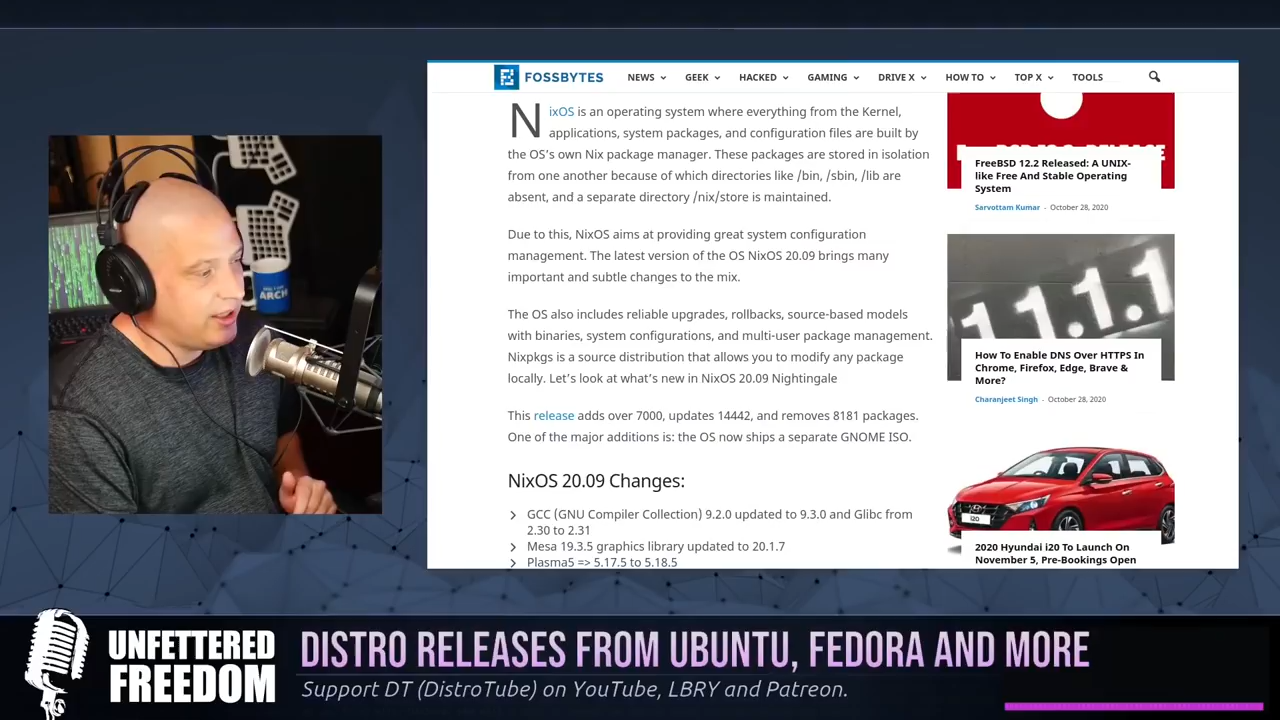 FOSSBYTES
NEWS
GEEK
HACKED
GAMING
DRIVE X
HOW TO
TOP X
TOOLS
NixOS is an operating system where everything from the Kernel,
applications, system packages, and configuration files are built by
the OS's own Nix package manager. These packages are stored in isolation
from one another because of which directories like /bin, /sbin, /lib are
absent, and a separate directory /nix/store is maintained.
Due to this, NixOS aims at providing great system configuration
management. The latest version of the OS NixOS 20.09 brings many
important and subtle changes to the mix.
The OS also includes reliable upgrades, rollbacks, source-based models
with binaries, system configurations, and multi-user package management.
Nixpkgs is a source distribution that allows you to modify any package
locally. Let's look at what's new in NixOS 20.09 Nightingale
This release adds over 7000, updates 14442, and removes 8181 packages.
One of the major additions is: the OS now ships a separate GNOME ISO.
NixOS 20.09 Changes:
GCC (GNU Compiler Collection) 9.2.0 updated to 9.3.0 and Glibc from
2.30 to 2.31
Mesa 19.3.5 graphics library updated to 20.1.7
Plasma5 => 5.17.5 to 5.18.5
FreeBSD 12.2 Released: A UNIX-
like Free And Stable Operating
System
Sarvottam Kumar - October 28, 2020
1.1.1.1
How To Enable DNS Over HTTPS In
Chrome, Firefox, Edge, Brave &
More?
Charanjeet Singh - October 28, 2020
i20
2020 Hyundai i20 To Launch On
November 5, Pre-Bookings Open
ARCH
UNFETTERED
FREEDOM
DISTRO RELEASES FROM UBUNTU, FEDORA AND MORE
Support DT (DistroTube) on YouTube, LBRY and Patreon.